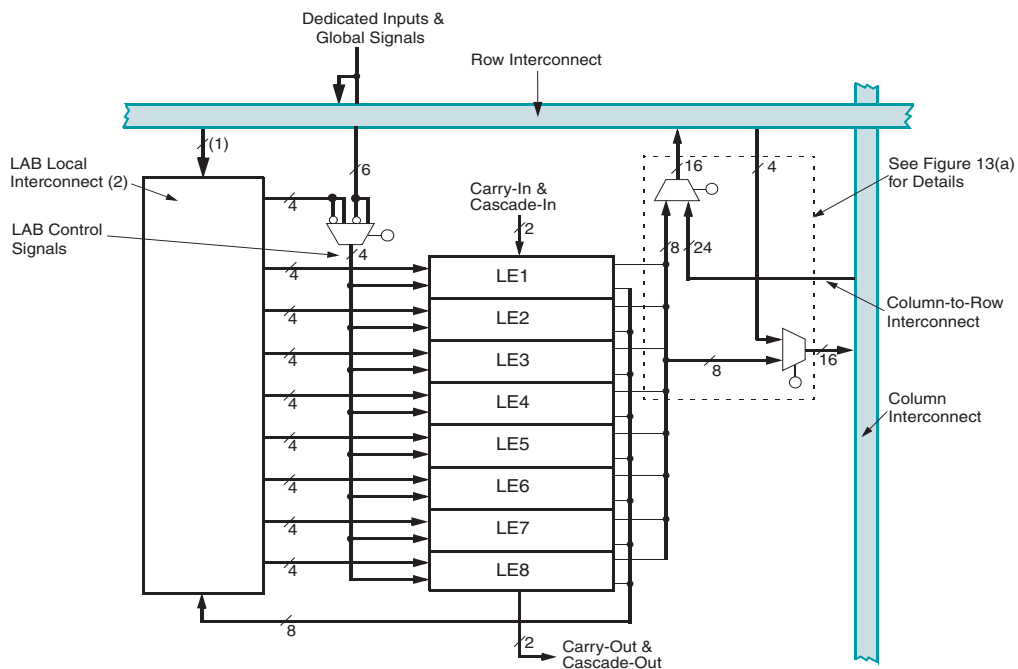 Dedicated Inputs &
Global Signals
Row Interconnect
(1)
LAB Local
Interconnect (2)
6
16
4
See Figure 13(a)
for Details
4
Carry-In &
Cascade-In
LAB Control
Signals
4
2
8
24
4
LE1
Column-to-Row
Interconnect
4
LE2
4
LE3
16
8
4
LE4
Column
Interconnect
4
LE5
4
LE6
4
LE7
4
LE8
8
2
Carry-Out &
Cascade-Out